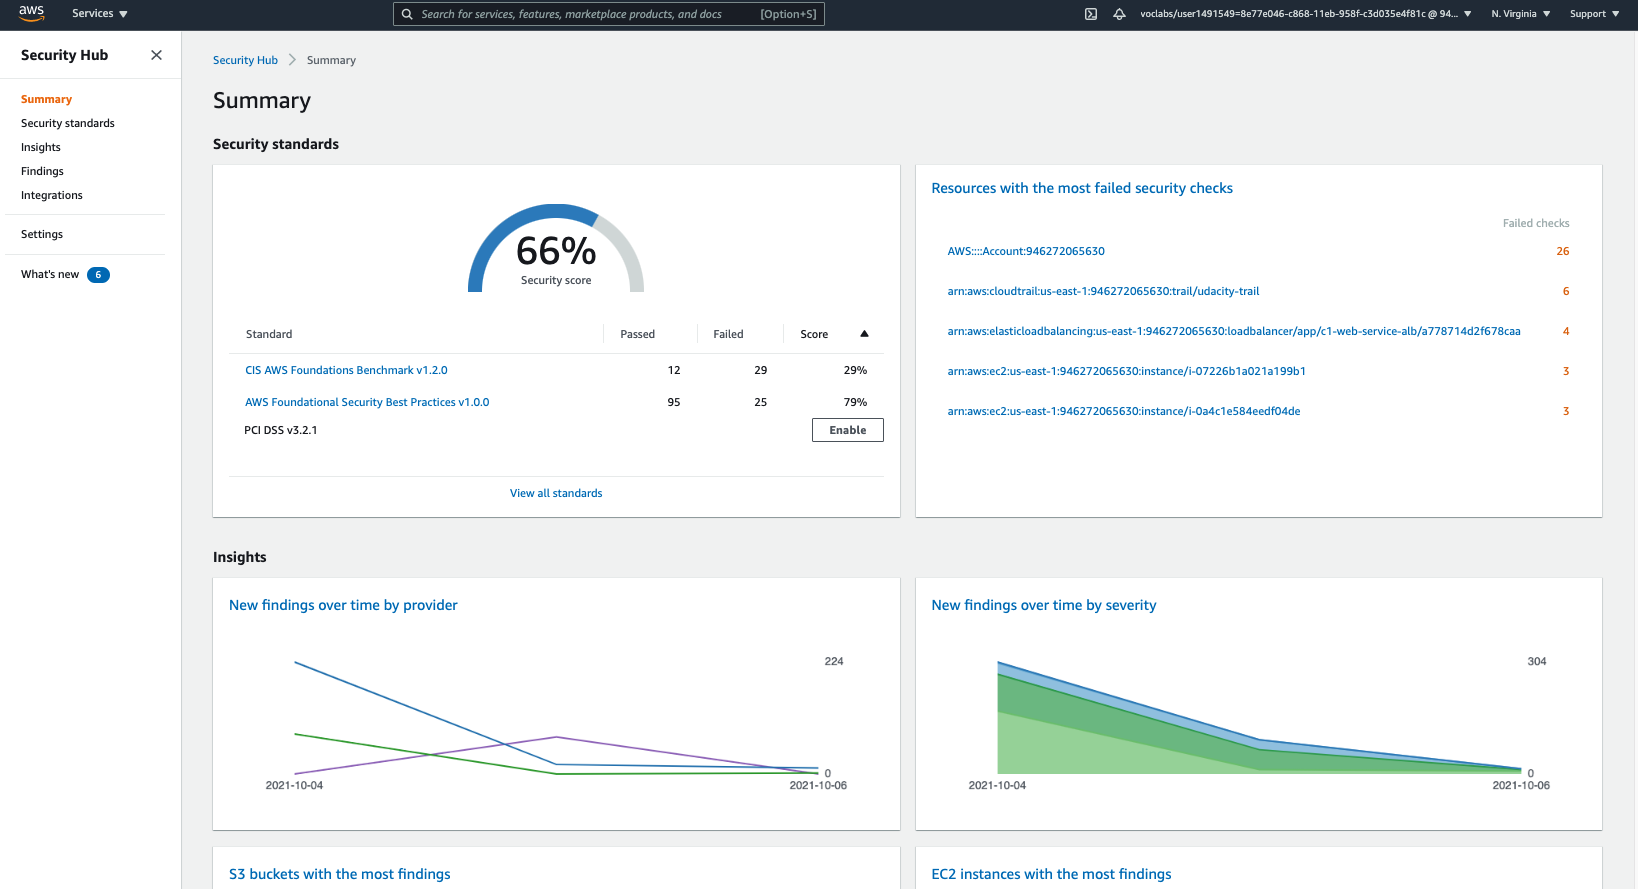 aws
Services
Search for services, features, marketplace products, and docs [Option+S]
voclabs/user1491549=8e77e046-c868-11eb-958f-c3d035e4f81c @ 94...
N. Virginia
Support
Security Hub
Summary
Security standards
Insights
Findings
Integrations
Settings
What's new 6
Security Hub > Summary
Summary
Security standards
66%
Security score
Standard Passed Failed Score
CIS AWS Foundations Benchmark v1.2.0 12 29 29%
AWS Foundational Security Best Practices v1.0.0 95 25 79%
PCI DSS v3.2.1 Enable
View all standards
Resources with the most failed security checks
Failed checks
AWS::::Account:946272065630 26
arn:aws:cloudtrail:us-east-1:946272065630:trail/udacity-trail 6
arn:aws:elasticloadbalancing:us-east-1:946272065630:loadbalancer/app/c1-web-service-alb/a778714d2f678caa 4
arn:aws:ec2:us-east-1:946272065630:instance/i-07226b1a021a199b1 3
arn:aws:ec2:us-east-1:946272065630:instance/i-0a4c1e584eedf04de 3
Insights
New findings over time by provider
224
0
2021-10-04 2021-10-06
New findings over time by severity
304
0
2021-10-04 2021-10-06
S3 buckets with the most findings
EC2 instances with the most findings